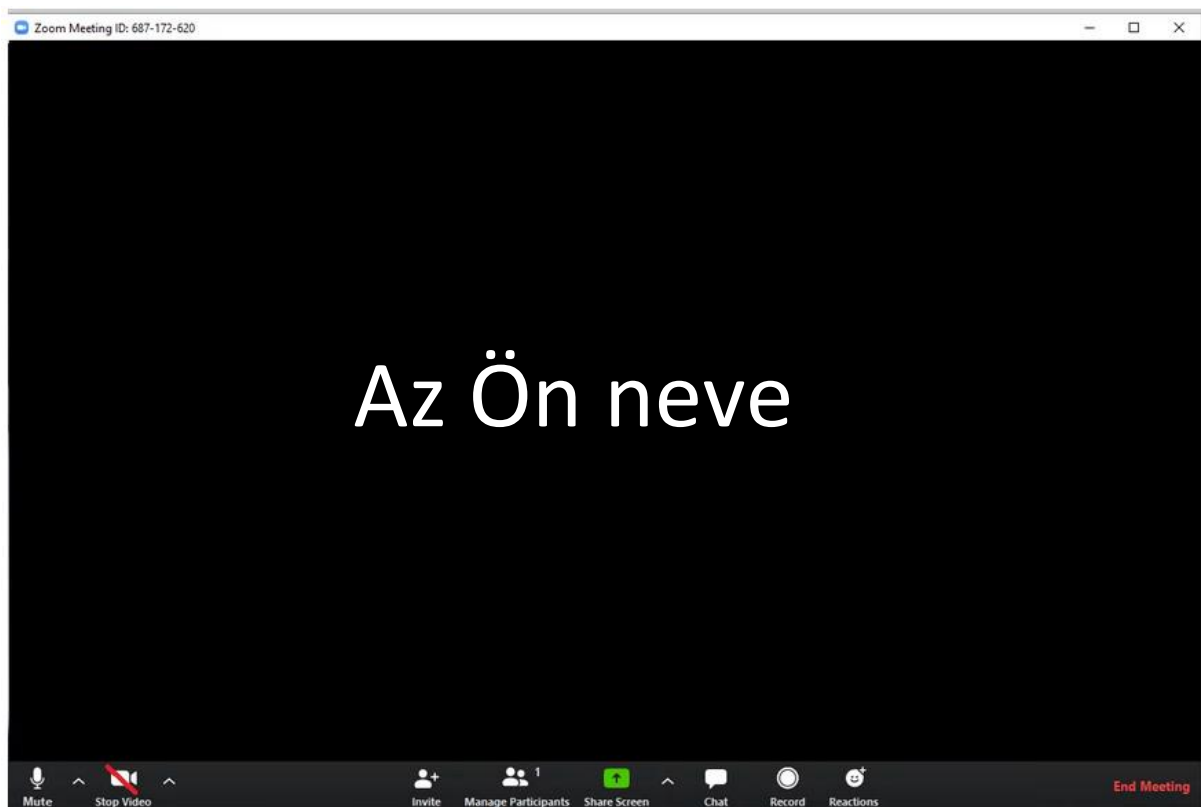 Zoom Meeting ID: 687-172-620
Az Ön neve
1
Mute Stop Video Invite Manage Participants Share Screen Chat Record Reactions End Meeting